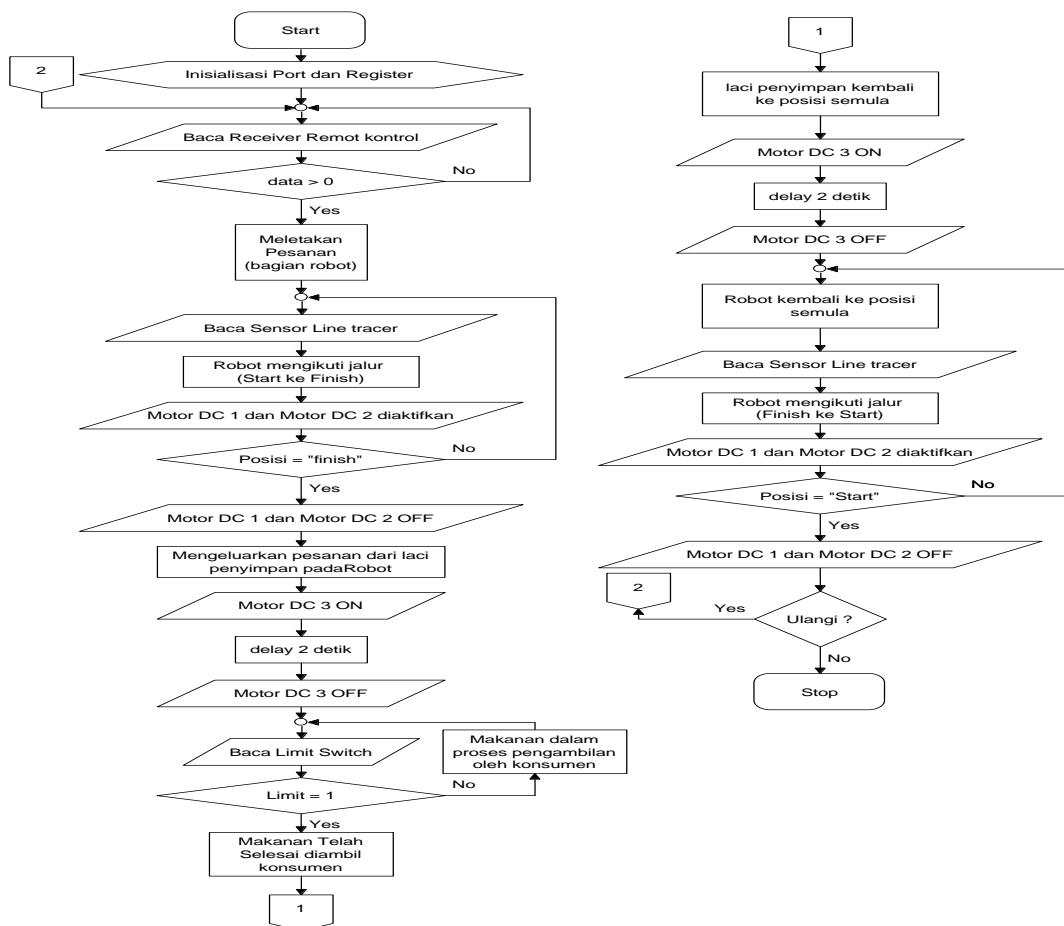 Start
2
Inisialisasi Port dan Register
Baca Receiver Remot kontrol
data > 0
No
Yes
Meletakan
Pesanan
(bagian robot)
Baca Sensor Line tracer
Robot mengikuti jalur
(Start ke Finish)
Motor DC 1 dan Motor DC 2 diaktifkan
Posisi = "finish"
No
Yes
Motor DC 1 dan Motor DC 2 OFF
Mengeluarkan pesanan dari laci
penyimpan padaRobot
Motor DC 3 ON
delay 2 detik
Motor DC 3 OFF
Baca Limit Switch
Makanan dalam
proses pengambilan
oleh konsumen
Limit = 1
No
Yes
Makanan Telah
Selesai diambil
konsumen
1
1
laci penyimpan kembali
ke posisi semula
Motor DC 3 ON
delay 2 detik
Motor DC 3 OFF
Robot kembali ke posisi
semula
Baca Sensor Line tracer
Robot mengikuti jalur
(Finish ke Start)
Motor DC 1 dan Motor DC 2 diaktifkan
Posisi = "Start"
No
Yes
Motor DC 1 dan Motor DC 2 OFF
2
Yes
Ulangi ?
No
Stop